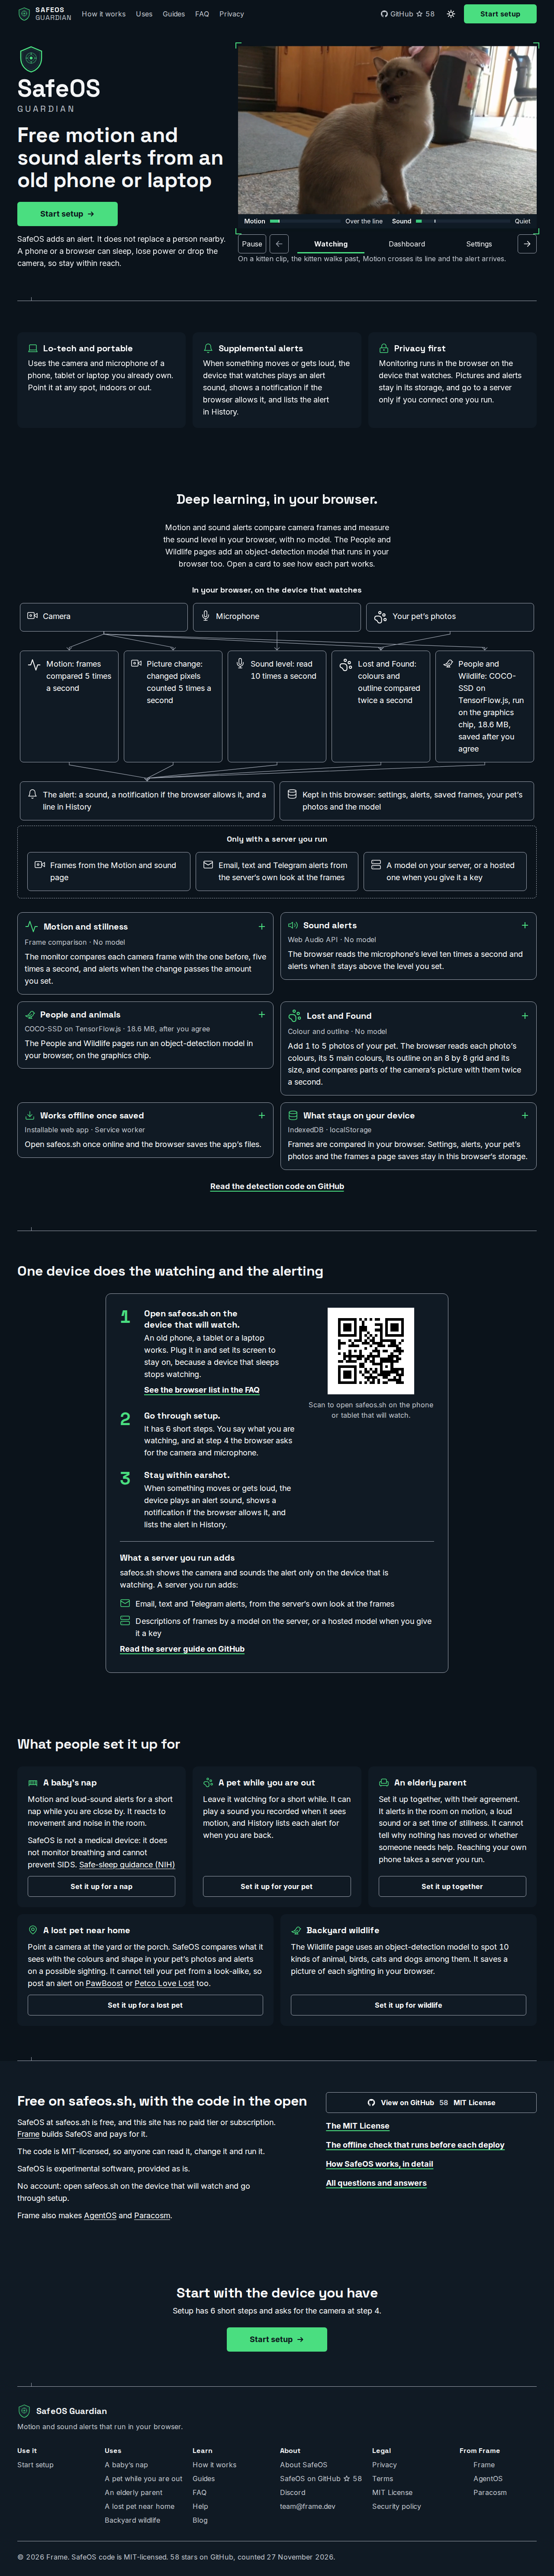 SAFEOS
GUARDIAN
How it works
Uses
Guides
FAQ
Privacy
GitHub ☆ 58
Start setup
SafeOS
GUARDIAN
Free motion and
sound alerts from an
old phone or laptop
Start setup →
SafeOS adds an alert. It does not replace a person nearby.
A phone or a browser can sleep, lose power or drop the
camera, so stay within reach.
Motion
Over the line
Sound
Quiet
Pause
←
Watching
Dashboard
Settings
→
On a kitten clip, the kitten walks past, Motion crosses its line and the alert arrives.
Lo-tech and portable
Uses the camera and microphone of a
phone, tablet or laptop you already own.
Point it at any spot, indoors or out.
Supplemental alerts
When something moves or gets loud, the
device that watches plays an alert
sound, shows a notification if the
browser allows it, and lists the alert
in History.
Privacy first
Monitoring runs in the browser on the
device that watches. Pictures and alerts
stay in its storage, and go to a server
only if you connect one you run.
Deep learning, in your browser.
Motion and sound alerts compare camera frames and measure
the sound level in your browser, with no model. The People and
Wildlife pages add an object-detection model that runs in your
browser too. Open a card to see how each part works.
In your browser, on the device that watches
Camera
Microphone
Your pet's photos
Motion: frames
compared 5 times
a second
Picture change:
changed pixels
counted 5 times a
second
Sound level: read
10 times a second
Lost and Found:
colours and
outline compared
twice a second
People and
Wildlife: COCO-
SSD on
TensorFlow.js, run
on the graphics
chip, 18.6 MB,
saved after you
agree
The alert: a sound, a notification if the browser allows it, and a
line in History
Kept in this browser: settings, alerts, saved frames, your pet's
photos and the model
Only with a server you run
Frames from the Motion and sound
page
Email, text and Telegram alerts from
the server's own look at the frames
A model on your server, or a hosted
one when you give it a key
Motion and stillness
Frame comparison · No model
The monitor compares each camera frame with the one before, five
times a second, and alerts when the change passes the amount
you set.
Sound alerts
Web Audio API · No model
The browser reads the microphone's level ten times a second and
alerts when it stays above the level you set.
People and animals
COCO-SSD on TensorFlow.js · 18.6 MB, after you agree
The People and Wildlife pages run an object-detection model in
your browser, on the graphics chip.
Lost and Found
Colour and outline · No model
Add 1 to 5 photos of your pet. The browser reads each photo's
colours, its 5 main colours, its outline on an 8 by 8 grid and its
size, and compares parts of the camera's picture with them twice
a second.
Works offline once saved
Installable web app · Service worker
Open safeos.sh once online and the browser saves the app's files.
What stays on your device
IndexedDB · localStorage
Frames are compared in your browser. Settings, alerts, your pet's
photos and the frames a page saves stay in this browser's storage.
Read the detection code on GitHub
One device does the watching and the alerting
1
Open safeos.sh on the
device that will watch.
An old phone, a tablet or a laptop
works. Plug it in and set its screen to
stay on, because a device that sleeps
stops watching.
See the browser list in the FAQ
Scan to open safeos.sh on the phone
or tablet that will watch.
2
Go through setup.
It has 6 short steps. You say what you are
watching, and at step 4 the browser asks
for the camera and microphone.
3
Stay within earshot.
When something moves or gets loud, the
device plays an alert sound, shows a
notification if the browser allows it, and
lists the alert in History.
What a server you run adds
safeos.sh shows the camera and sounds the alert only on the device that is
watching. A server you run adds:
Email, text and Telegram alerts, from the server's own look at the frames
Descriptions of frames by a model on the server, or a hosted model when you give
it a key
Read the server guide on GitHub
What people set it up for
A baby's nap
Motion and loud-sound alerts for a short
nap while you are close by. It reacts to
movement and noise in the room.
SafeOS is not a medical device: it does
not monitor breathing and cannot
prevent SIDS. Safe-sleep guidance (NIH)
Set it up for a nap
A pet while you are out
Leave it watching for a short while. It can
play a sound you recorded when it sees
motion, and History lists each alert for
when you are back.
Set it up for your pet
An elderly parent
Set it up together, with their agreement.
It alerts in the room on motion, a loud
sound or a set time of stillness. It cannot
tell why nothing has moved or whether
someone needs help. Reaching your own
phone takes a server you run.
Set it up together
A lost pet near home
Point a camera at the yard or the porch. SafeOS compares what it
sees with the colours and shape in your pet's photos and alerts
on a possible sighting. It cannot tell your pet from a look-alike, so
post an alert on PawBoost or Petco Love Lost too.
Set it up for a lost pet
Backyard wildlife
The Wildlife page uses an object-detection model to spot 10
kinds of animal, birds, cats and dogs among them. It saves a
picture of each sighting in your browser.
Set it up for wildlife
Free on safeos.sh, with the code in the open
SafeOS at safeos.sh is free, and this site has no paid tier or subscription.
Frame builds SafeOS and pays for it.
The code is MIT-licensed, so anyone can read it, change it and run it.
SafeOS is experimental software, provided as is.
No account: open safeos.sh on the device that will watch and go
through setup.
Frame also makes AgentOS and Paracosm.
View on GitHub 58 MIT License
The MIT License
The offline check that runs before each deploy
How SafeOS works, in detail
All questions and answers
Start with the device you have
Setup has 6 short steps and asks for the camera at step 4.
Start setup →
SafeOS Guardian
Motion and sound alerts that run in your browser.
Use it
Start setup
Uses
A baby's nap
A pet while you are out
An elderly parent
A lost pet near home
Backyard wildlife
Learn
How it works
Guides
FAQ
Help
Blog
About
About SafeOS
SafeOS on GitHub ☆ 58
Discord
team@frame.dev
Legal
Privacy
Terms
MIT License
Security policy
From Frame
Frame
AgentOS
Paracosm
© 2026 Frame. SafeOS code is MIT-licensed. 58 stars on GitHub, counted 27 November 2026.